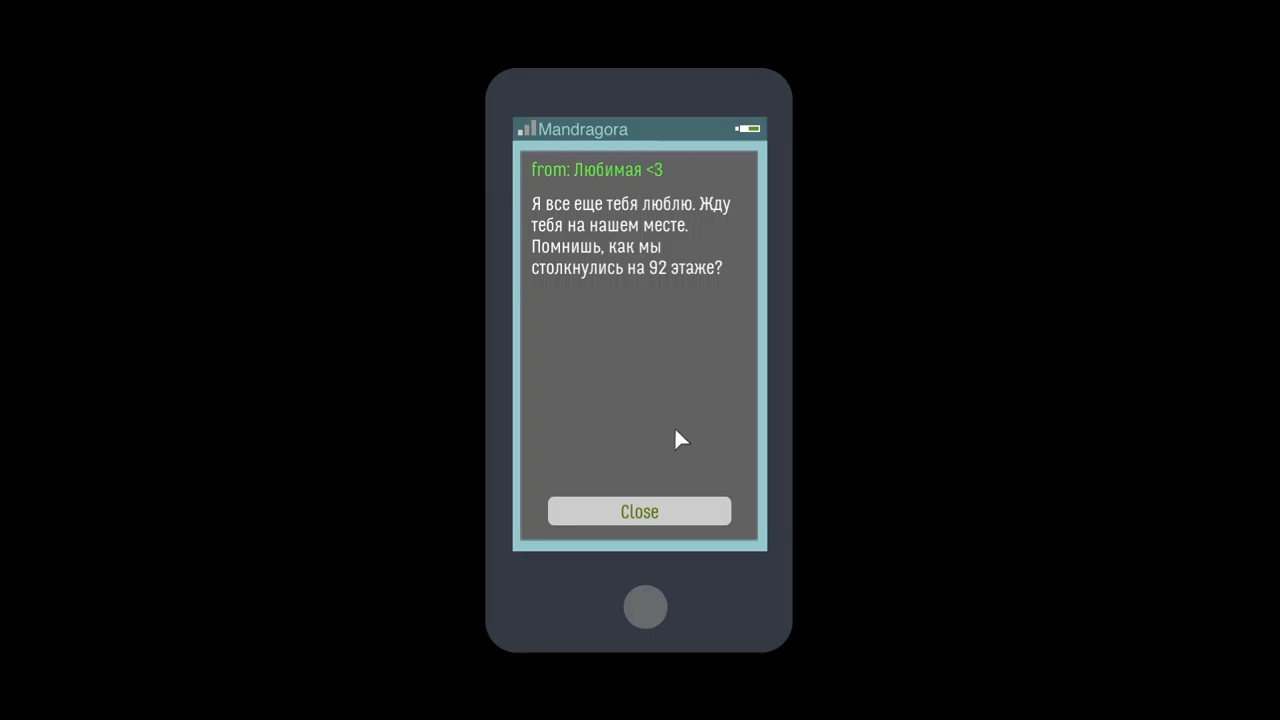 Mandragora
from: Любимая <3
Я все еще тебя люблю. Жду
тебя на нашем месте.
Помнишь, как мы
столкнулись на 92 этаже?
Close